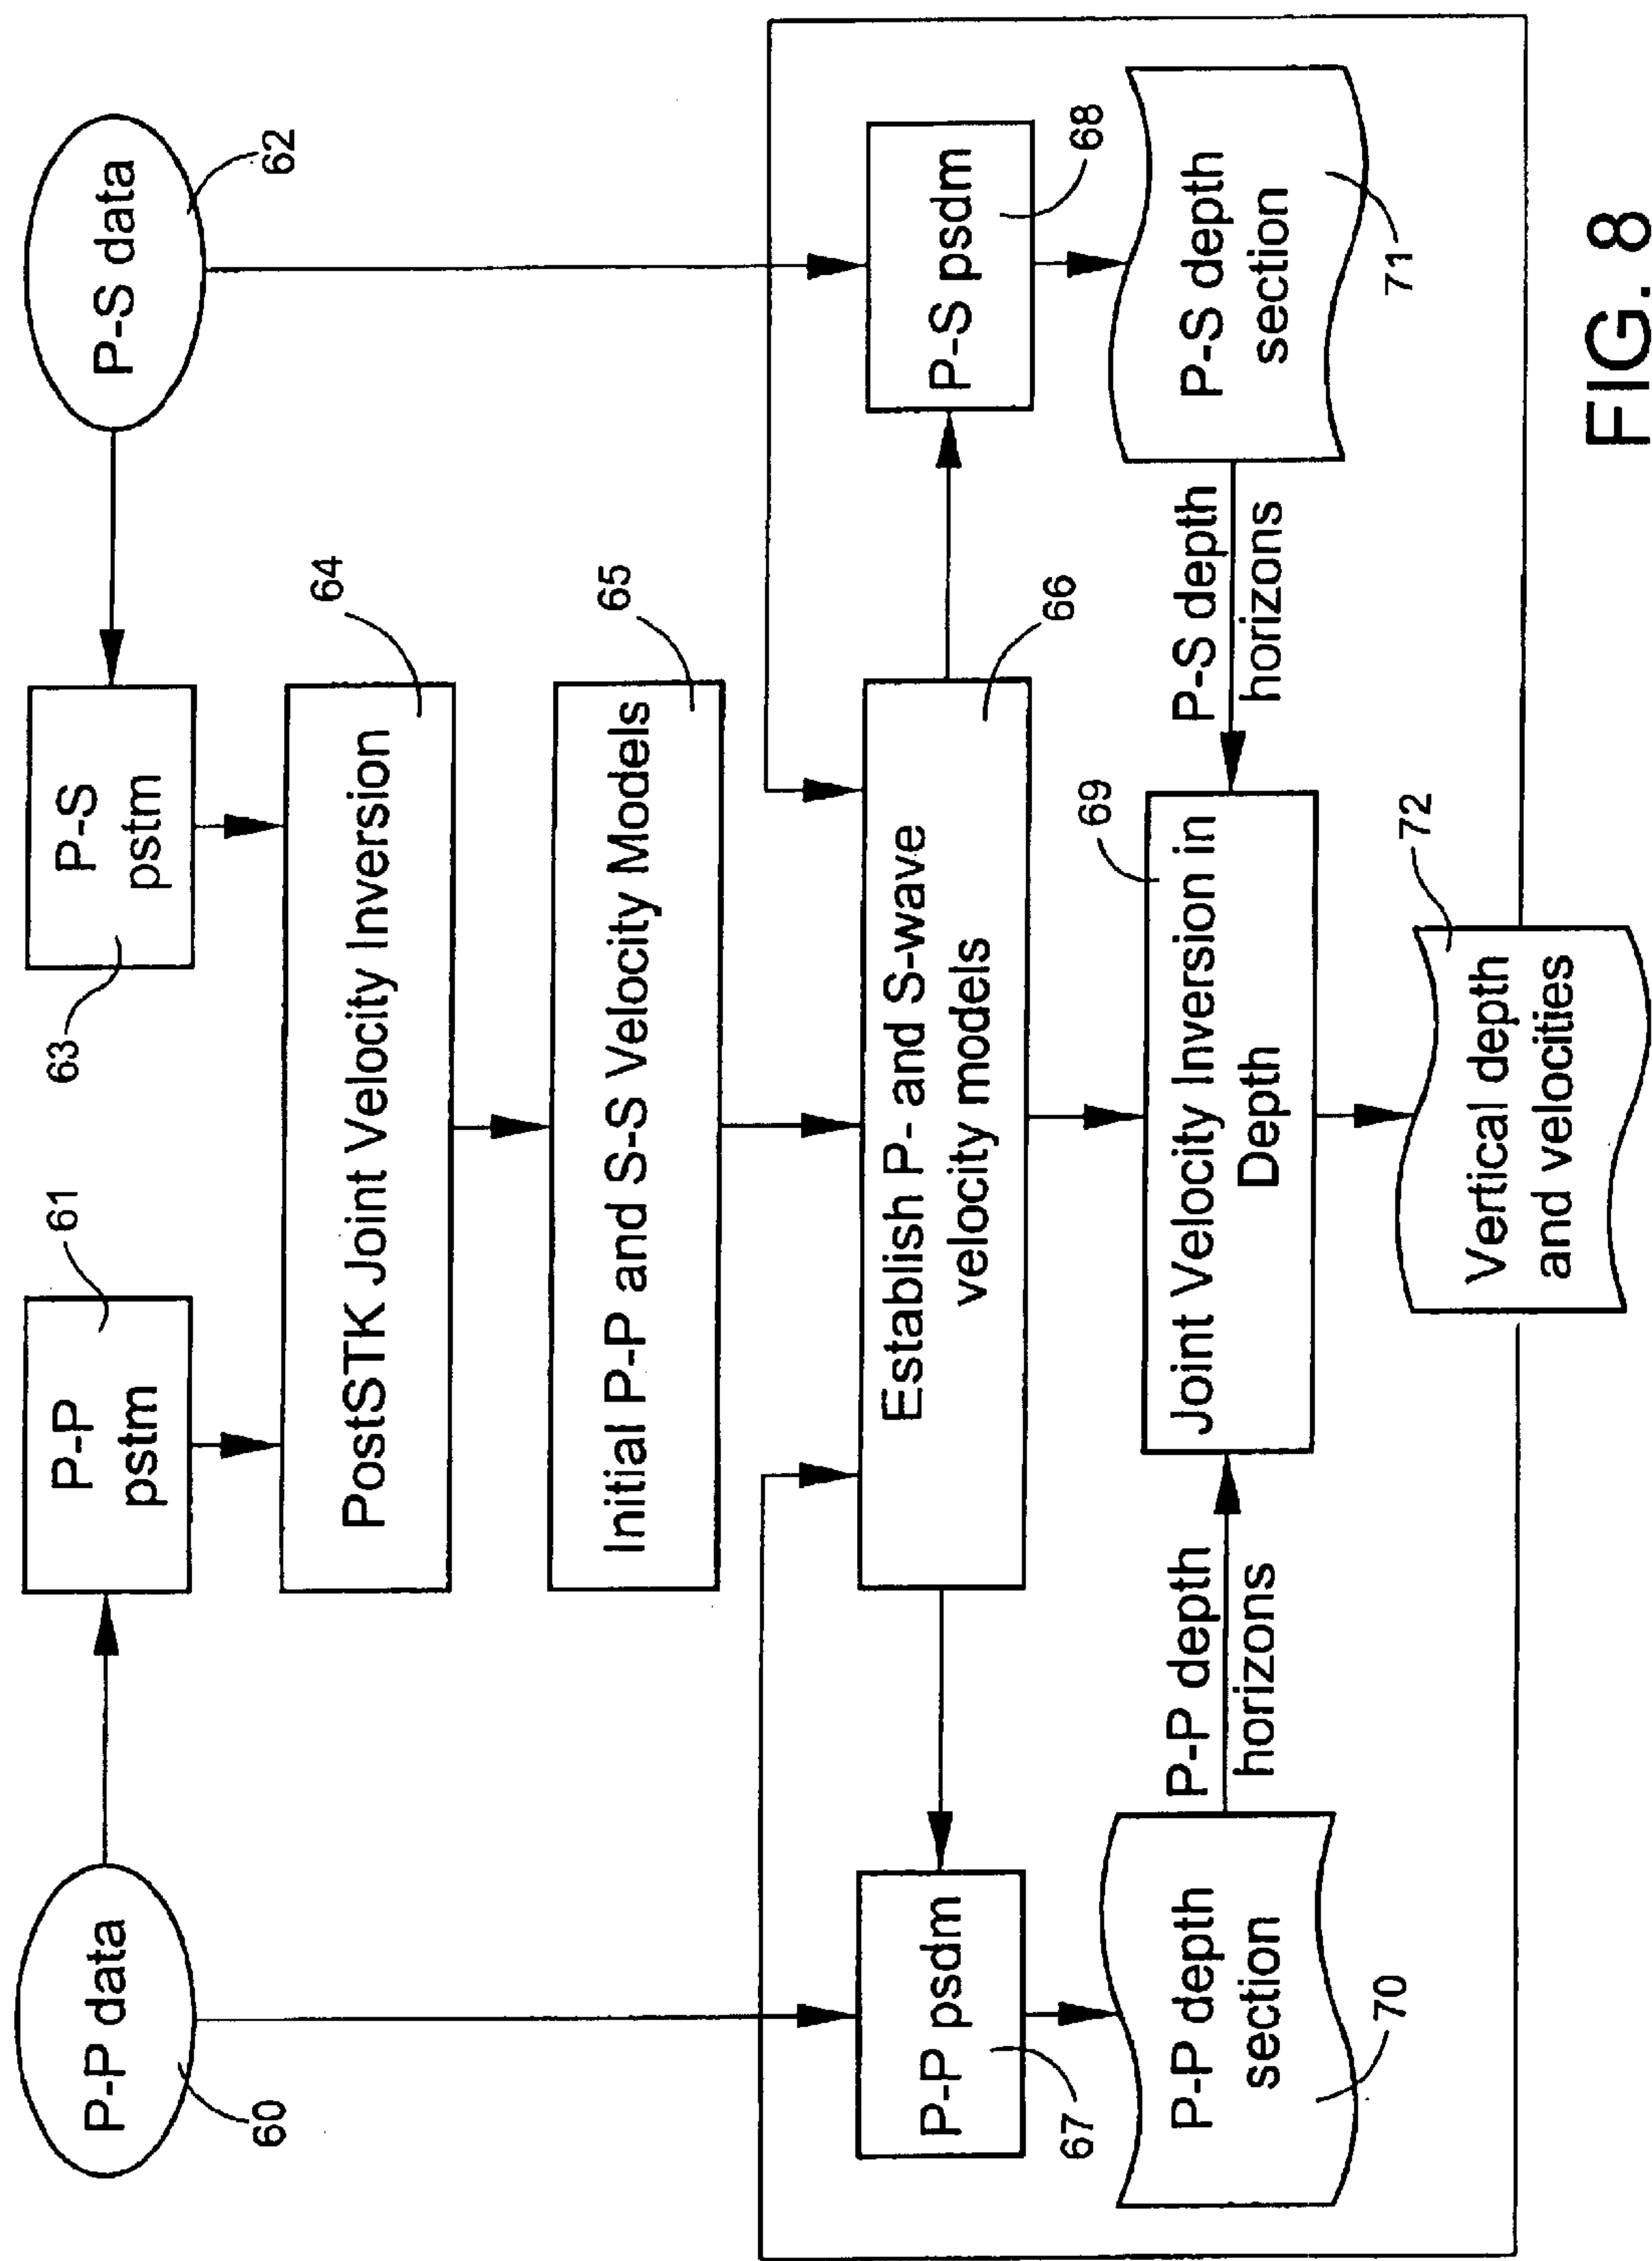 P-P data
60
P-P
pstm
61
P-S
pstm
63
P-S data
62
PostSTK Joint Velocity Inversion
64
Initial P-P and S-S Velocity Models
65
Establish P- and S-wave
velocity models
66
P-P psdm
67
P-S psdm
68
P-P depth
section
70
P-P depth
horizons
Joint Velocity Inversion in
Depth
69
P-S depth
horizons
P-S depth
section
71
Vertical depth
and velocities
72
FIG. 8